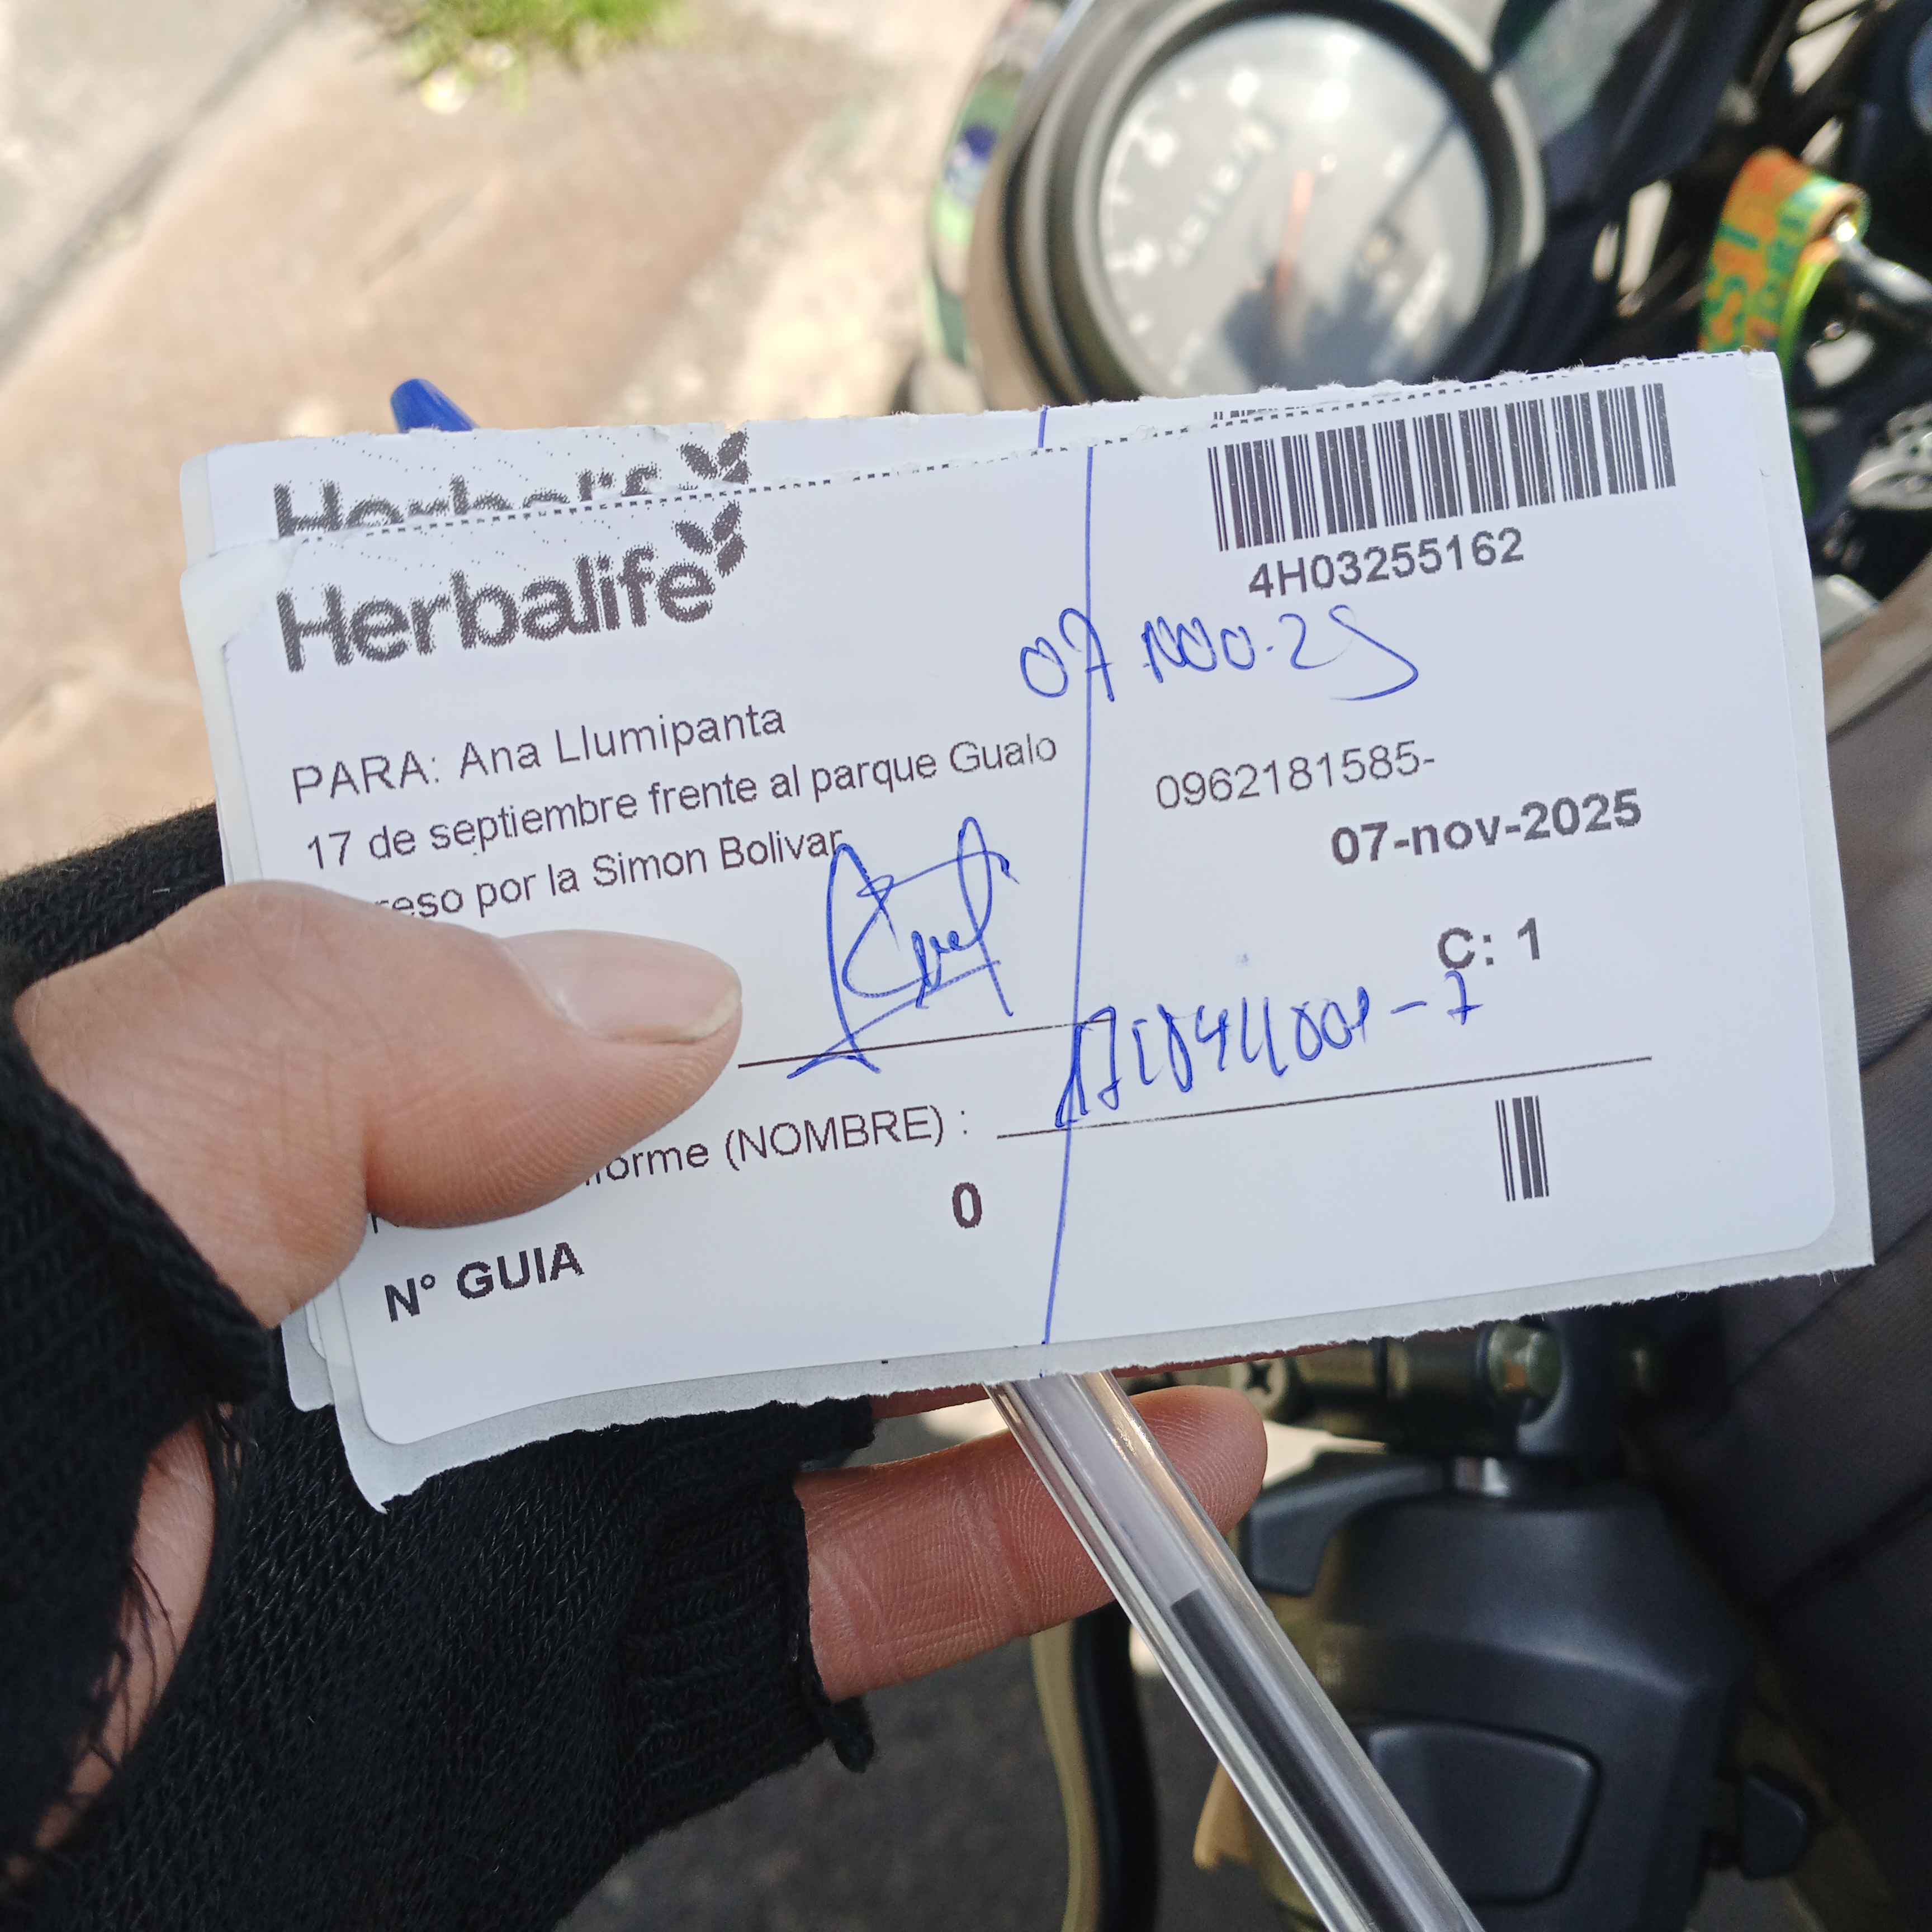 Herbalife
Herbalife
4H03255162
07 NOV. 25
PARA: Ana Llumipanta
17 de septiembre frente al parque Gualo
0962181585-
reso por la Simon Bolivar
07-nov-2025
C: 1
orme (NOMBRE) :
N° GUIA
0